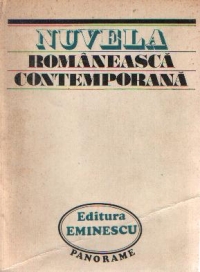 NUVELA
ROMÂNEASCĂ
CONTEMPORANĂ
Editura
EMINESCU
PANORAME